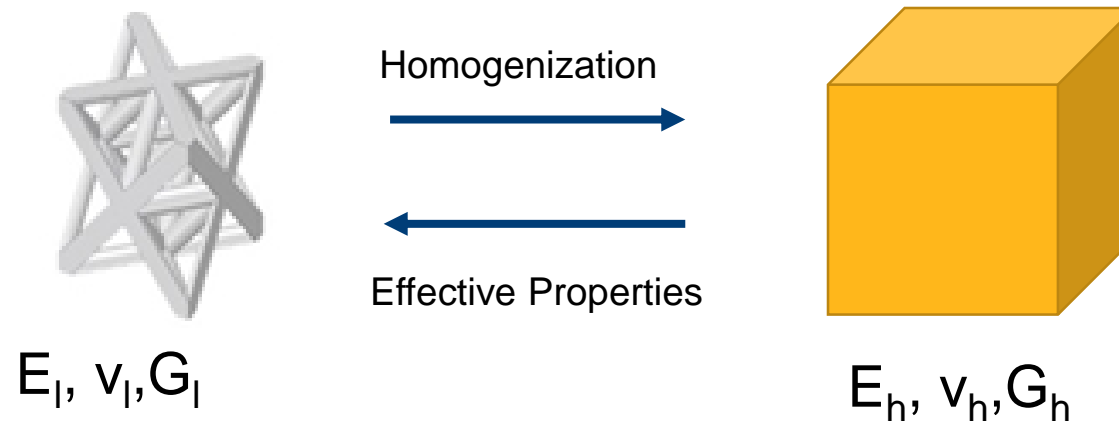 Homogenization
Effective Properties
Eₗ, vₗ,Gₗ
Eₕ, vₕ,Gₕ